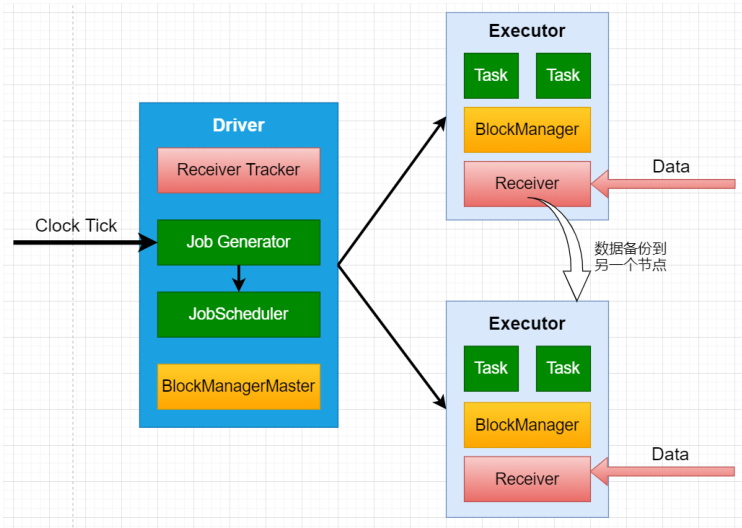 Driver
Receiver Tracker
Clock Tick
Job Generator
JobScheduler
BlockManagerMaster
Executor
Task
Task
BlockManager
Receiver
Data
数据备份到
另一个节点
Executor
Task
Task
BlockManager
Receiver
Data